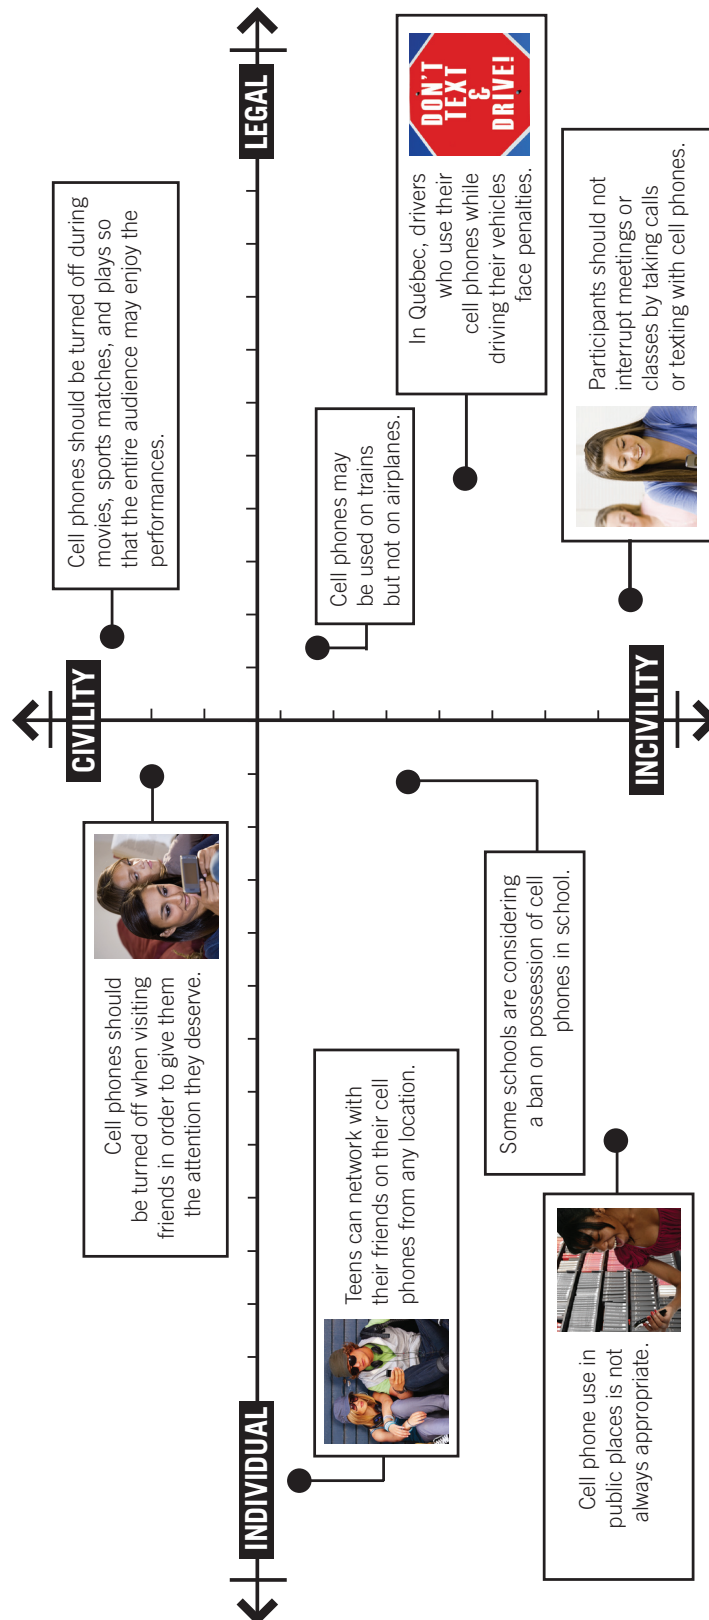 CIVILITY
Cell phones should be turned off during
movies, sports matches, and plays so
that the entire audience may enjoy the
performances.
Cell phones should
be turned off when visiting
friends in order to give them
the attention they deserve.
INDIVIDUAL
LEGAL
Teens can network with
their friends on their cell
phones from any location.
Cell phones may
be used on trains
but not on airplanes.
In Québec, drivers
who use their
cell phones while
driving their vehicles
face penalties.
DON'T
TEXT
&
DRIVE!
Some schools are considering
a ban on possession of cell
phones in school.
Cell phone use in
public places is not
always appropriate.
Participants should not
interrupt meetings or
classes by taking calls
or texting with cell phones.
INCIVILITY